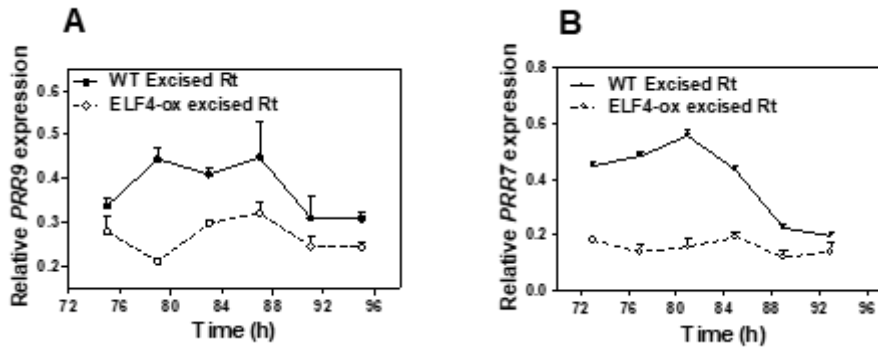 A
Relative PRR9 expression
WT Excised Rt
ELF4-ox excised Rt
0.6
0.5
0.4
0.3
0.2
72 76 80 84 88 92 96
Time (h)
B
Relative PRR7 expression
WT Excised Rt
ELF4-ox excised Rt
0.8
0.6
0.4
0.2
0.0
72 76 80 84 88 92 96
Time (h)